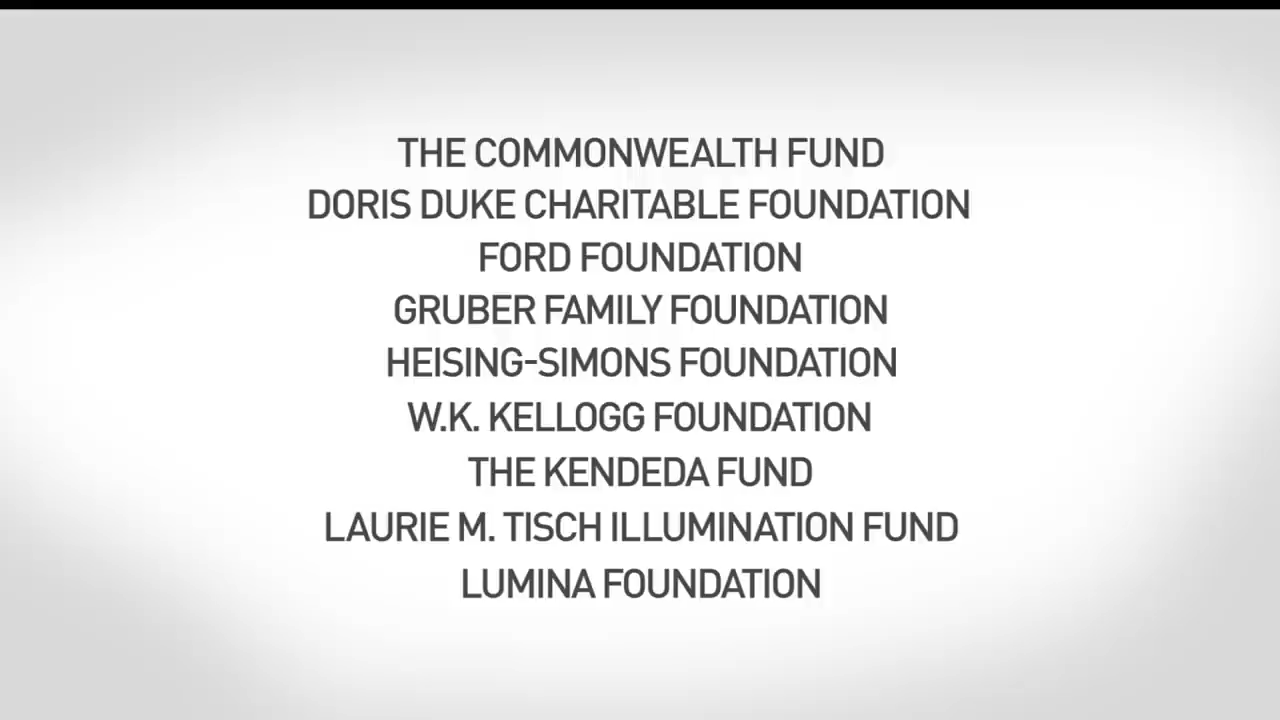 THE COMMONWEALTH FUND
DORIS DUKE CHARITABLE FOUNDATION
FORD FOUNDATION
GRUBER FAMILY FOUNDATION
HEISING-SIMONS FOUNDATION
W.K. KELLOGG FOUNDATION
THE KENDEDA FUND
LAURIE M. TISCH ILLUMINATION FUND
LUMINA FOUNDATION